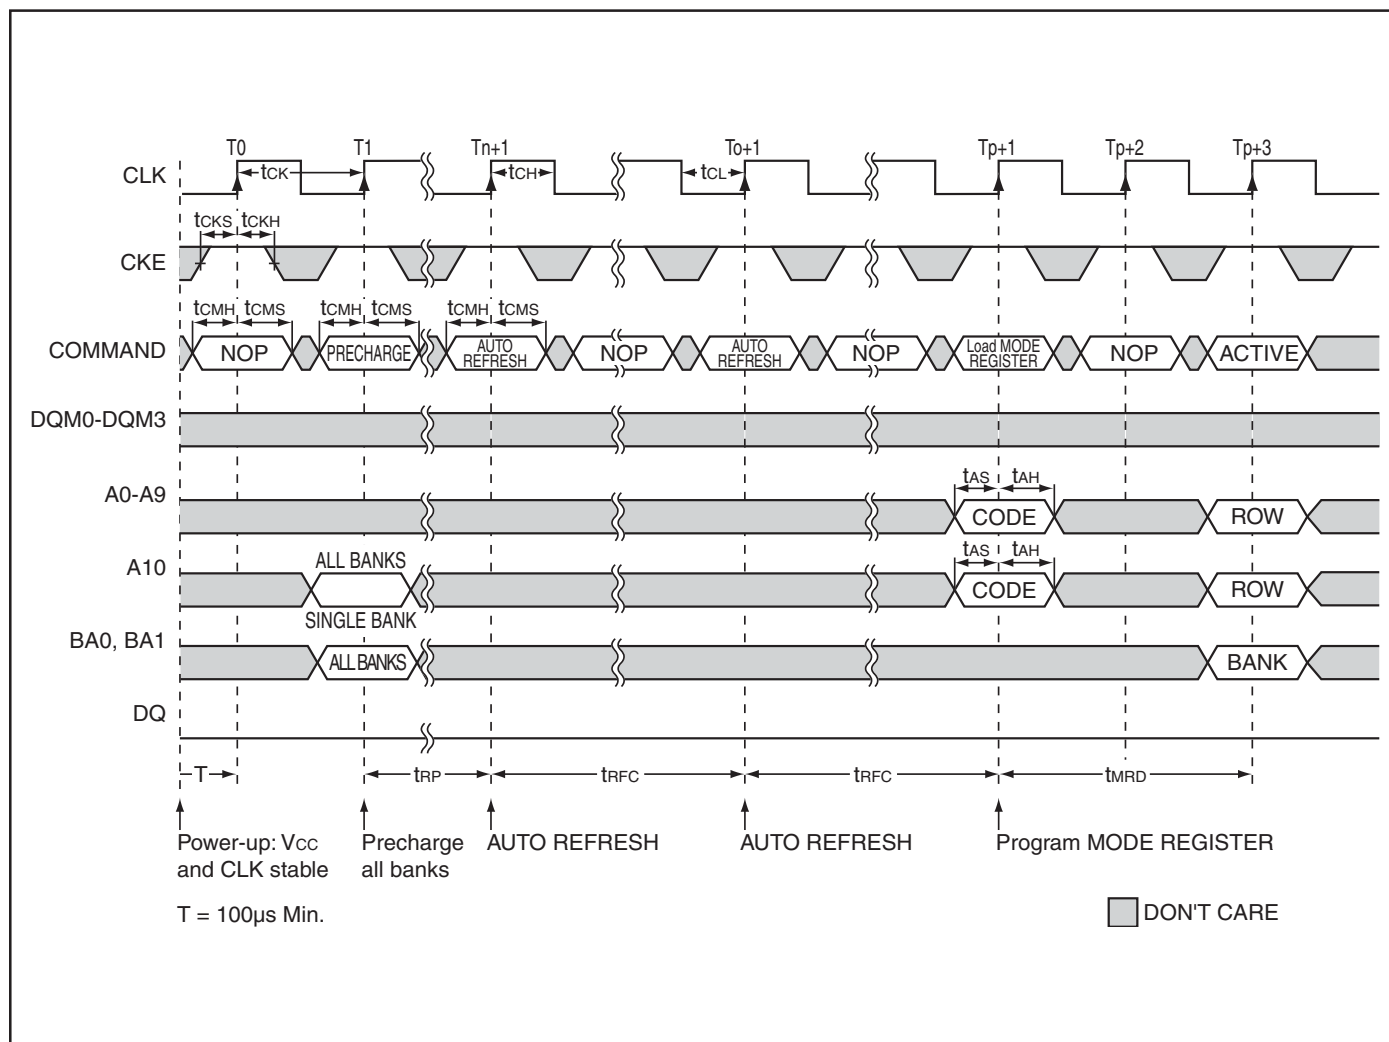 T0 T1 Tn+1 To+1 Tp+1 Tp+2 Tp+3
CLK tCK tCH tCL
tCKS tCKH
CKE
tCMH tCMS tCMH tCMS tCMH tCMS
COMMAND NOP PRECHARGE AUTO REFRESH NOP AUTO REFRESH NOP Load MODE REGISTER NOP ACTIVE
DQM0-DQM3
tAS tAH
A0-A9 CODE ROW
ALL BANKS tAS tAH
A10 CODE ROW
SINGLE BANK
BA0, BA1 ALL BANKS BANK
DQ
T tRP tRFC tRFC tMRD
Power-up: VCC Precharge AUTO REFRESH AUTO REFRESH Program MODE REGISTER
and CLK stable all banks
T = 100µs Min. DON'T CARE